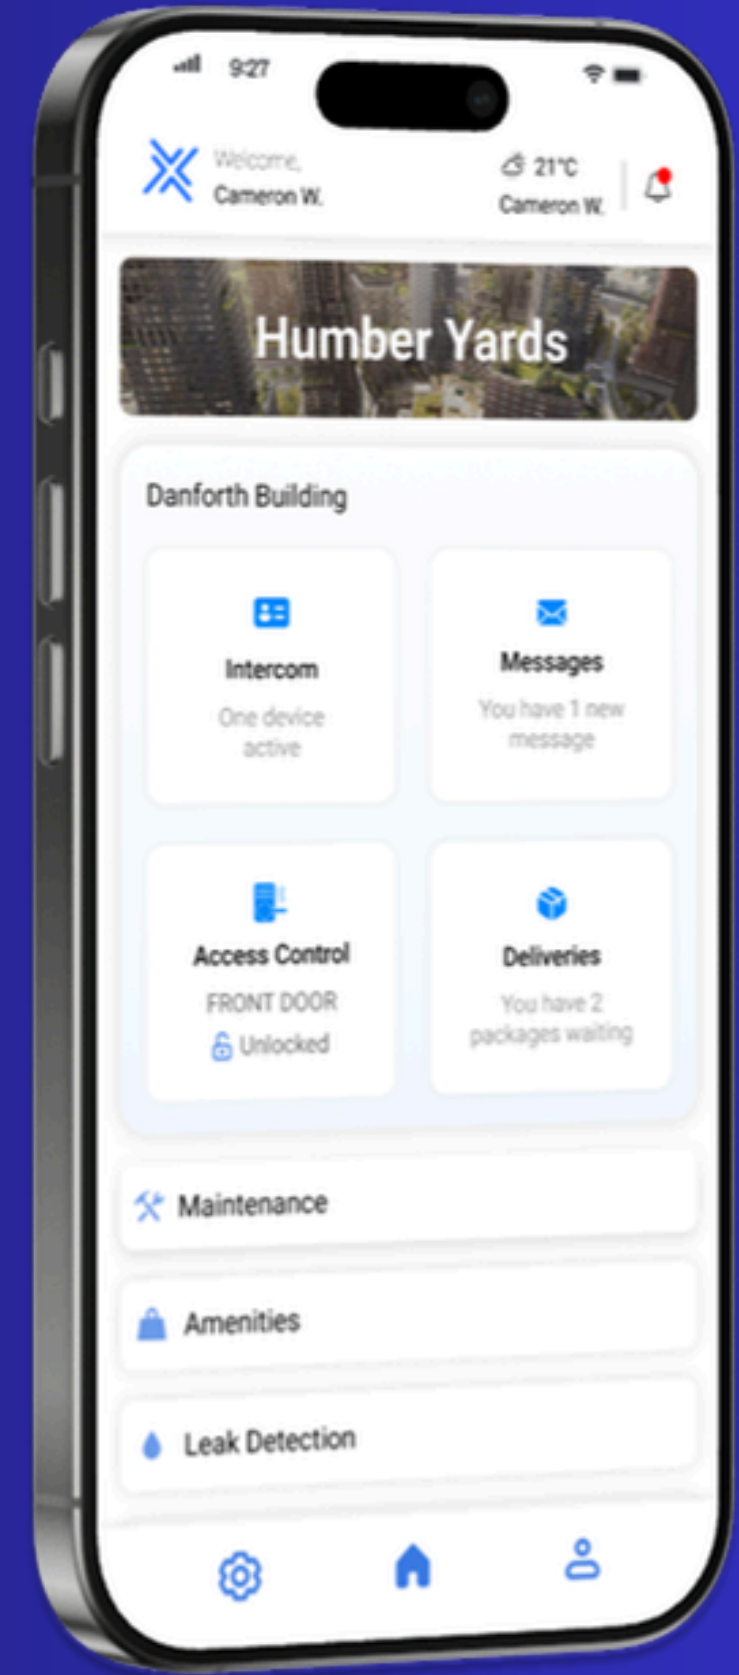 9:27
Welcome,
21°C
Cameron W.
Cameron W.
Humber Yards
Danforth Building
Intercom
Messages
One device
active
You have 1 new
message
Access Control
Deliveries
FRONT DOOR
Unlocked
You have 2
packages waiting
Maintenance
Amenities
Leak Detection